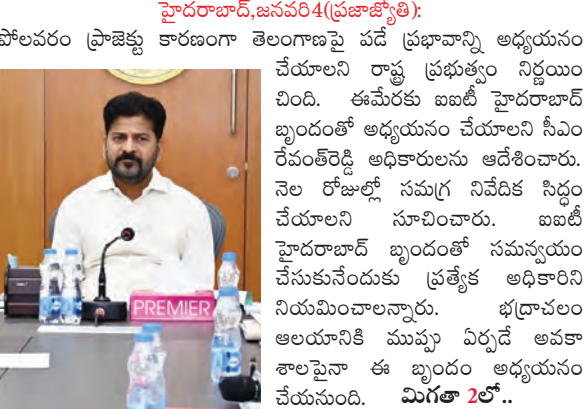 హైదరాబాద్,జనవరి4(ప్రజాజ్యోతి):
పోలవరం ప్రాజెక్టు కారణంగా తెలంగాణపై పడే ప్రభావాన్ని అధ్యయనం
చేయాలని రాష్ట్ర ప్రభుత్వం నిర్ణయిం
చింది. ఈమేరకు ఐఐటీ హైదరాబాద్
బృందంతో అధ్యయనం చేయాలని సీఎం
రేవంత్‌రెడ్డి అధికారులను ఆదేశించారు.
నెల రోజుల్లో సమగ్ర నివేదిక సిద్ధం
చేయాలని సూచించారు. ఐఐటీ
హైదరాబాద్ బృందంతో సమన్వయం
చేసుకునేందుకు ప్రత్యేక అధికారిని
నియమించాలన్నారు. భద్రాచలం
ఆలయానికి ముప్పు ఏర్పడే అవకా
శాలపైనా ఈ బృందం అధ్యయనం
చేయనుంది. మిగతా 2లో..
PREMIER